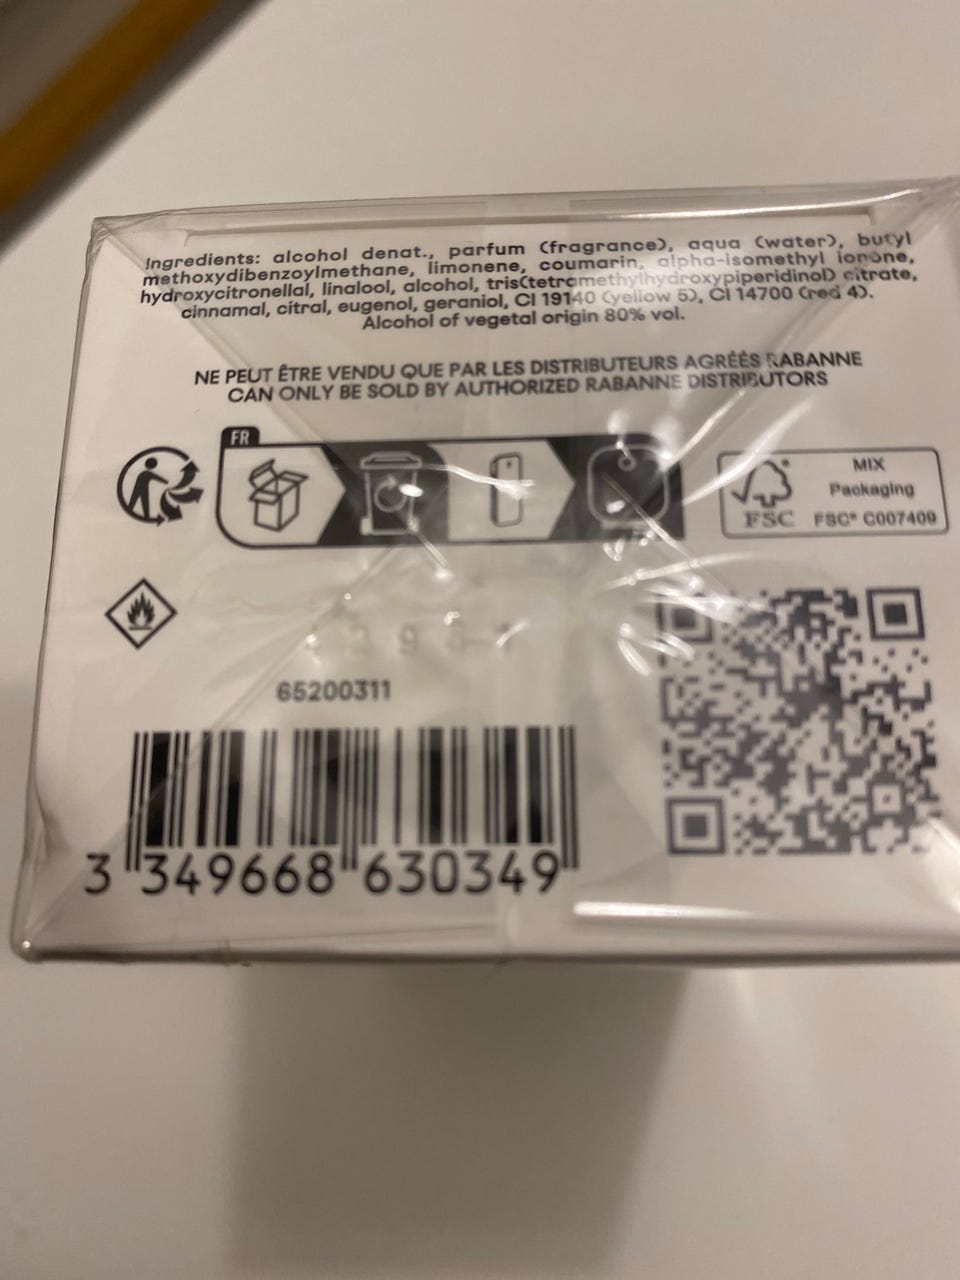 Ingredients: alcohol denat., parfum (fragrance), aqua (water), butyl
methoxydibenzoylmethane, limonene, coumarin, alpha-isomethyl ionone,
hydroxycitronellal, linalool, alcohol, tris(tetramethylhydroxypiperidinol) citrate,
cinnamal, citral, eugenol, geraniol, CI 19140 (yellow 5), CI 14700 (red 4).
Alcohol of vegetal origin 80% vol.
NE PEUT ÊTRE VENDU QUE PAR LES DISTRIBUTEURS AGRÉÉS RABANNE
CAN ONLY BE SOLD BY AUTHORIZED RABANNE DISTRIBUTORS
FR
MIX
Packaging
FSC FSC® C007409
65200311
3 349668 630349